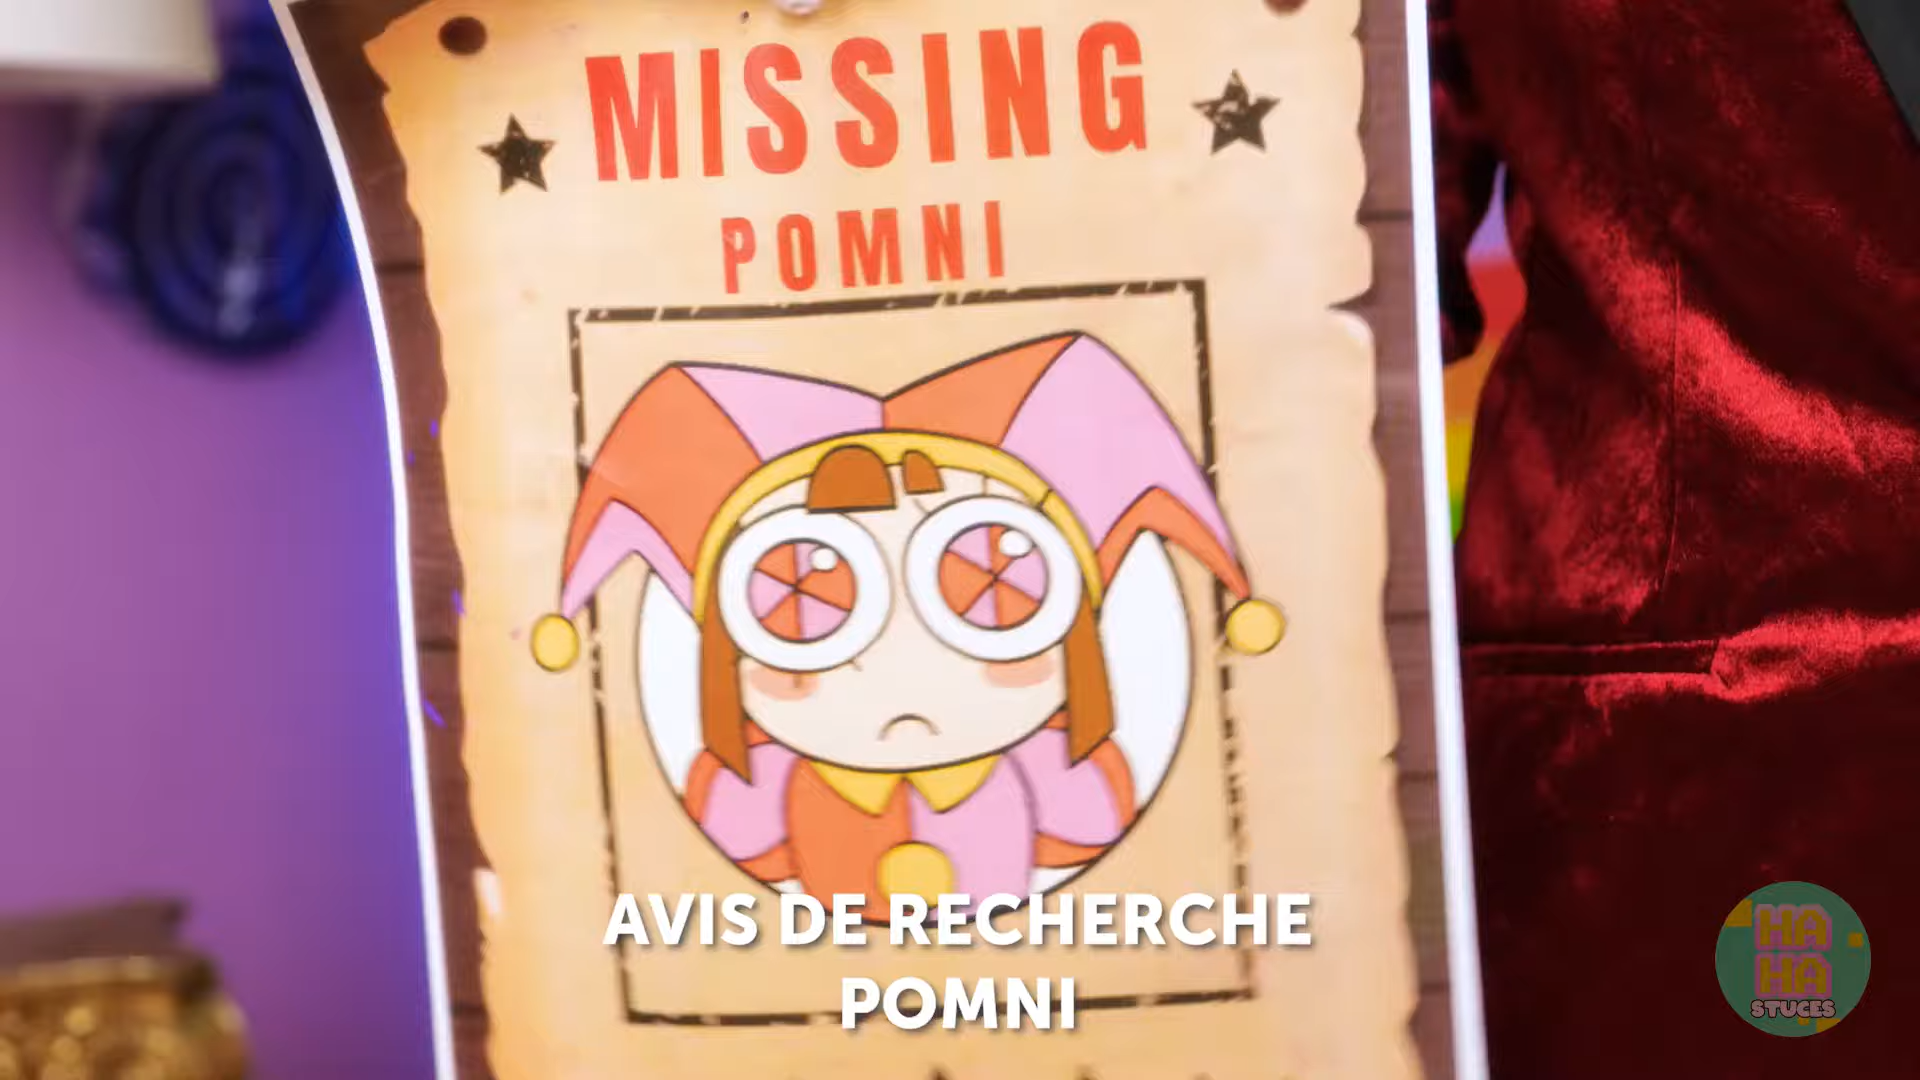 MISSING
POMNI
AVIS DE RECHERCHE
POMNI
HA
HA
STUCES